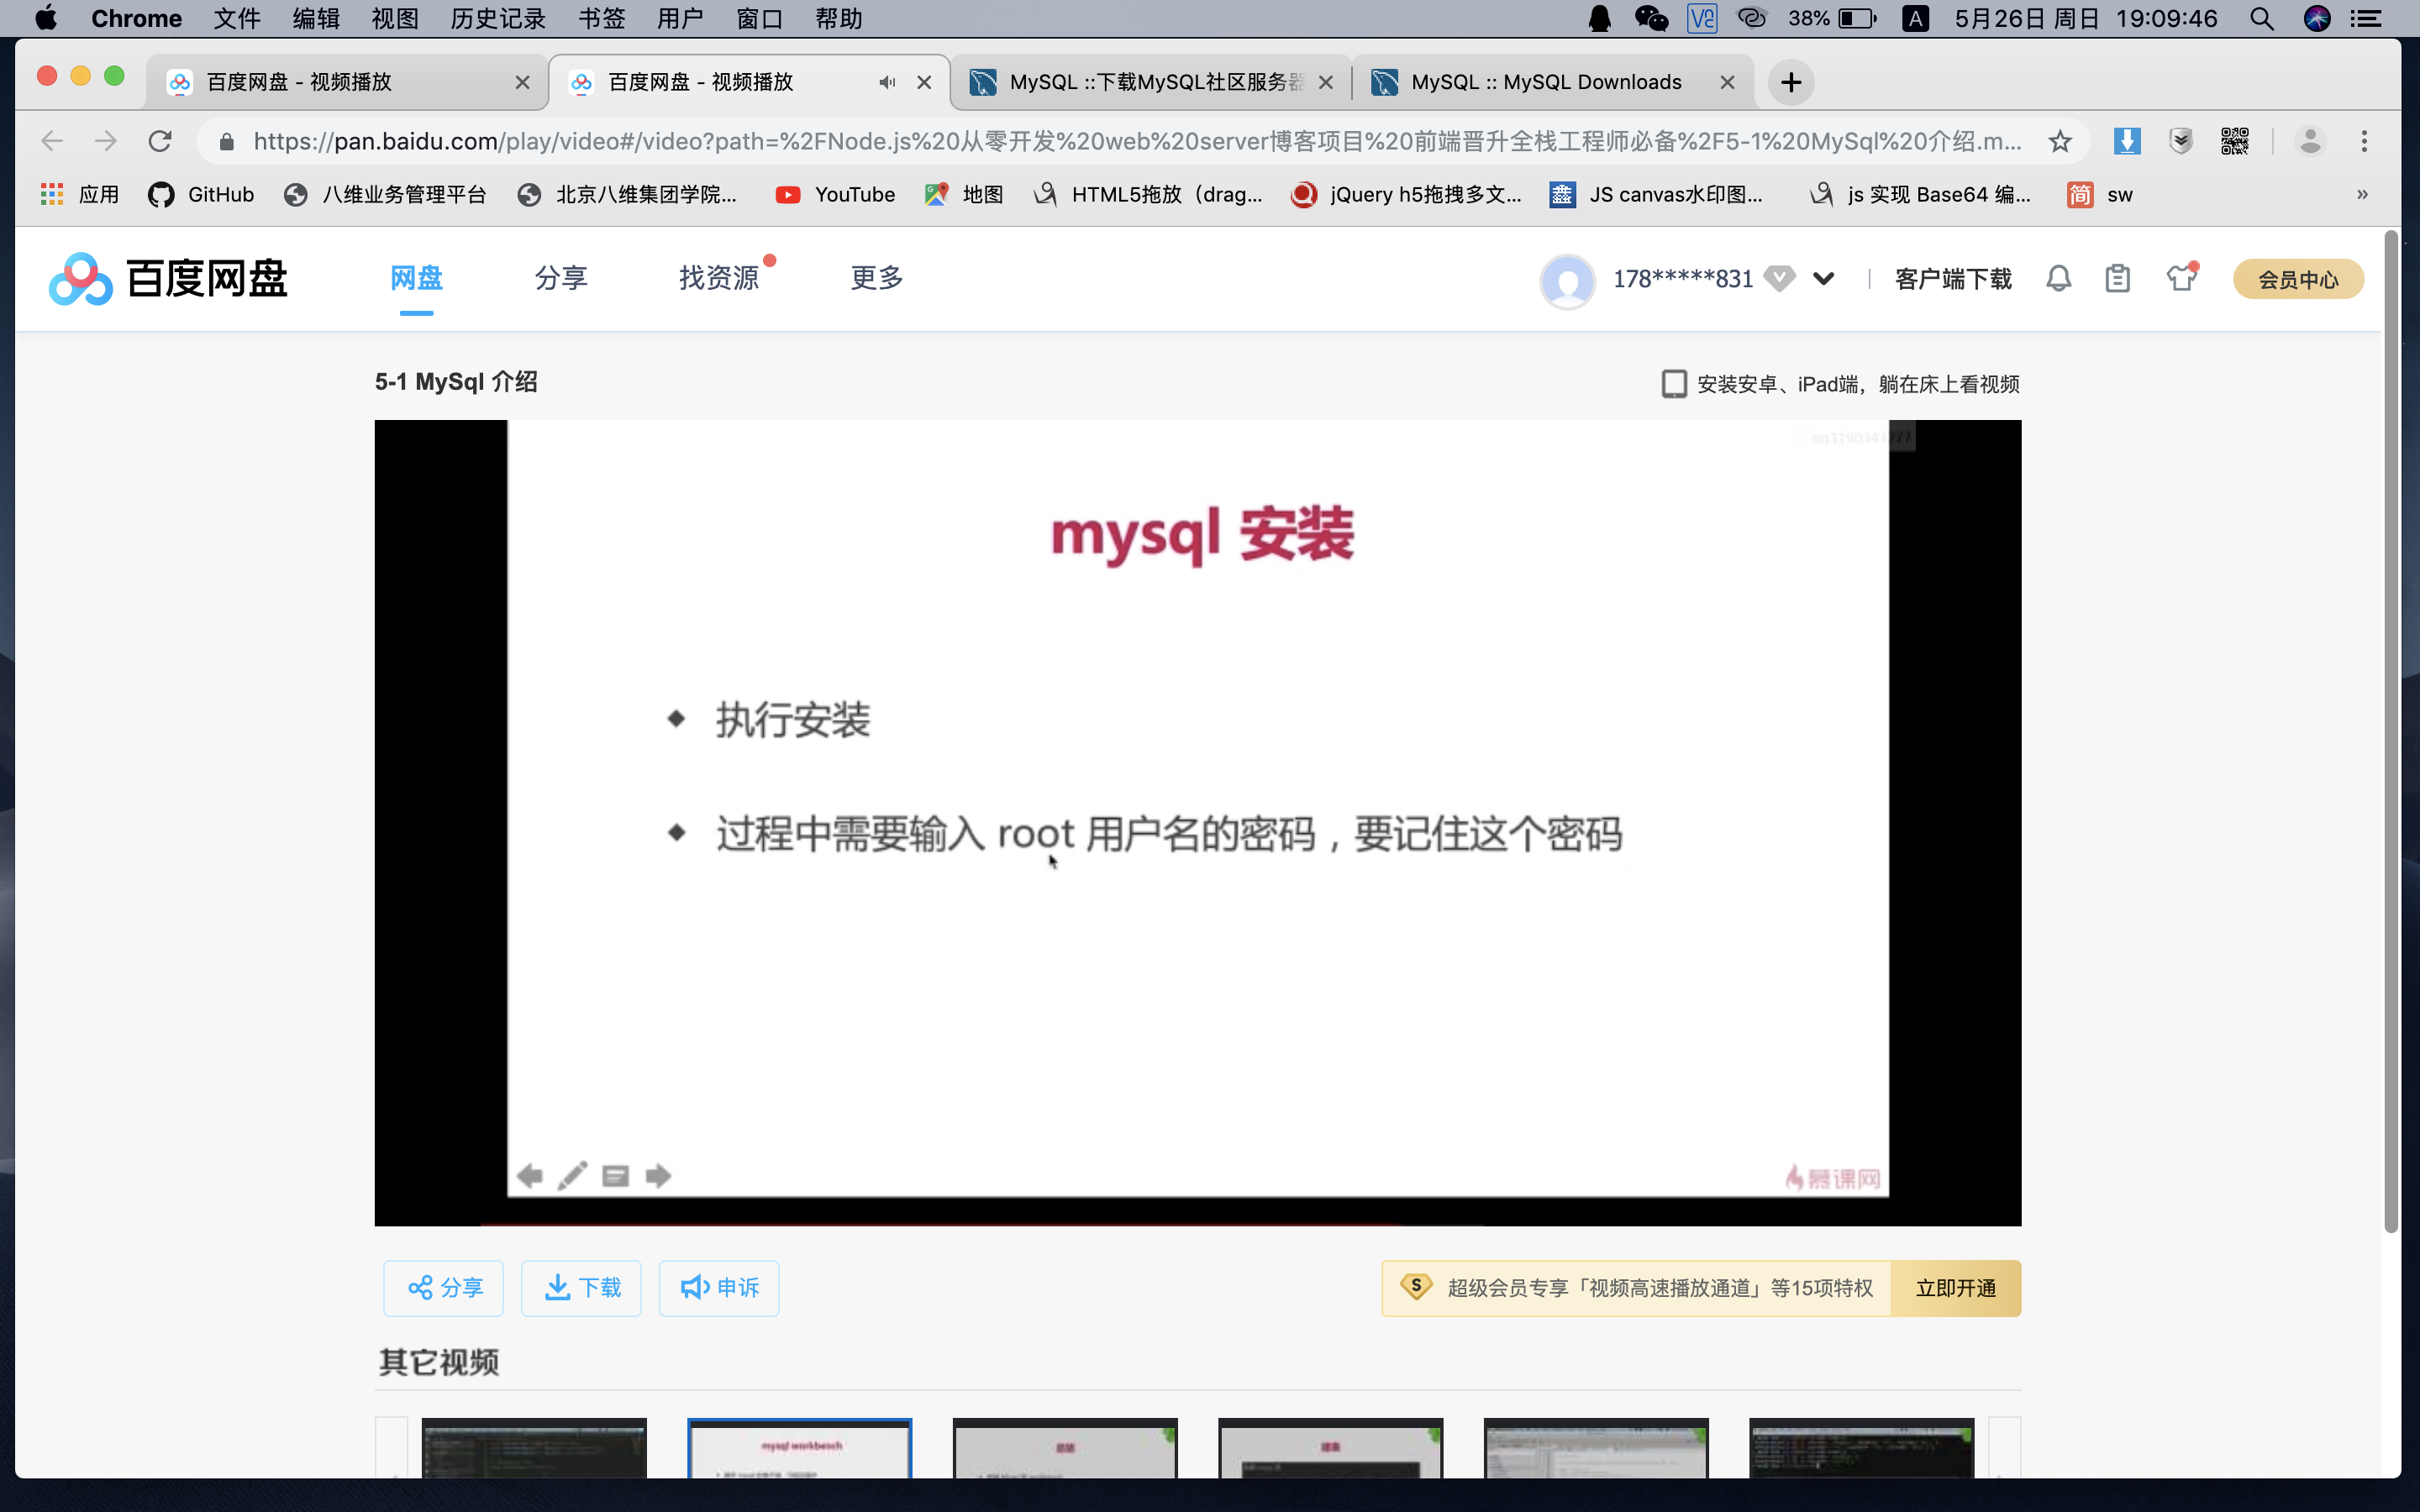 Chrome 文件 编辑 视图 历史记录 书签 用户 窗口 帮助 38% A 5月26日 周日 19:09:46
百度网盘 - 视频播放 百度网盘 - 视频播放 MySQL ::下载MySQL社区服务器 MySQL :: MySQL Downloads
https://pan.baidu.com/play/video#/video?path=%2FNode.js%20从零开发%20web%20server博客项目%20前端晋升全栈工程师必备%2F5-1%20MySql%20介绍.m...
应用 GitHub 八维业务管理平台 北京八维集团学院... YouTube 地图 HTML5拖放（drag... jQuery h5拖拽多文... 鑫 JS canvas水印图... js 实现 Base64 编... 简 sw
百度网盘 网盘 分享 找资源 更多 178*****831 客户端下载 会员中心
5-1 MySql 介绍 安装安卓、iPad端，躺在床上看视频
mysql 安装
执行安装
过程中需要输入 root 用户名的密码，要记住这个密码
慕课网
分享 下载 申诉 S 超级会员专享「视频高速播放通道」等15项特权 立即开通
其它视频
mysql workbench